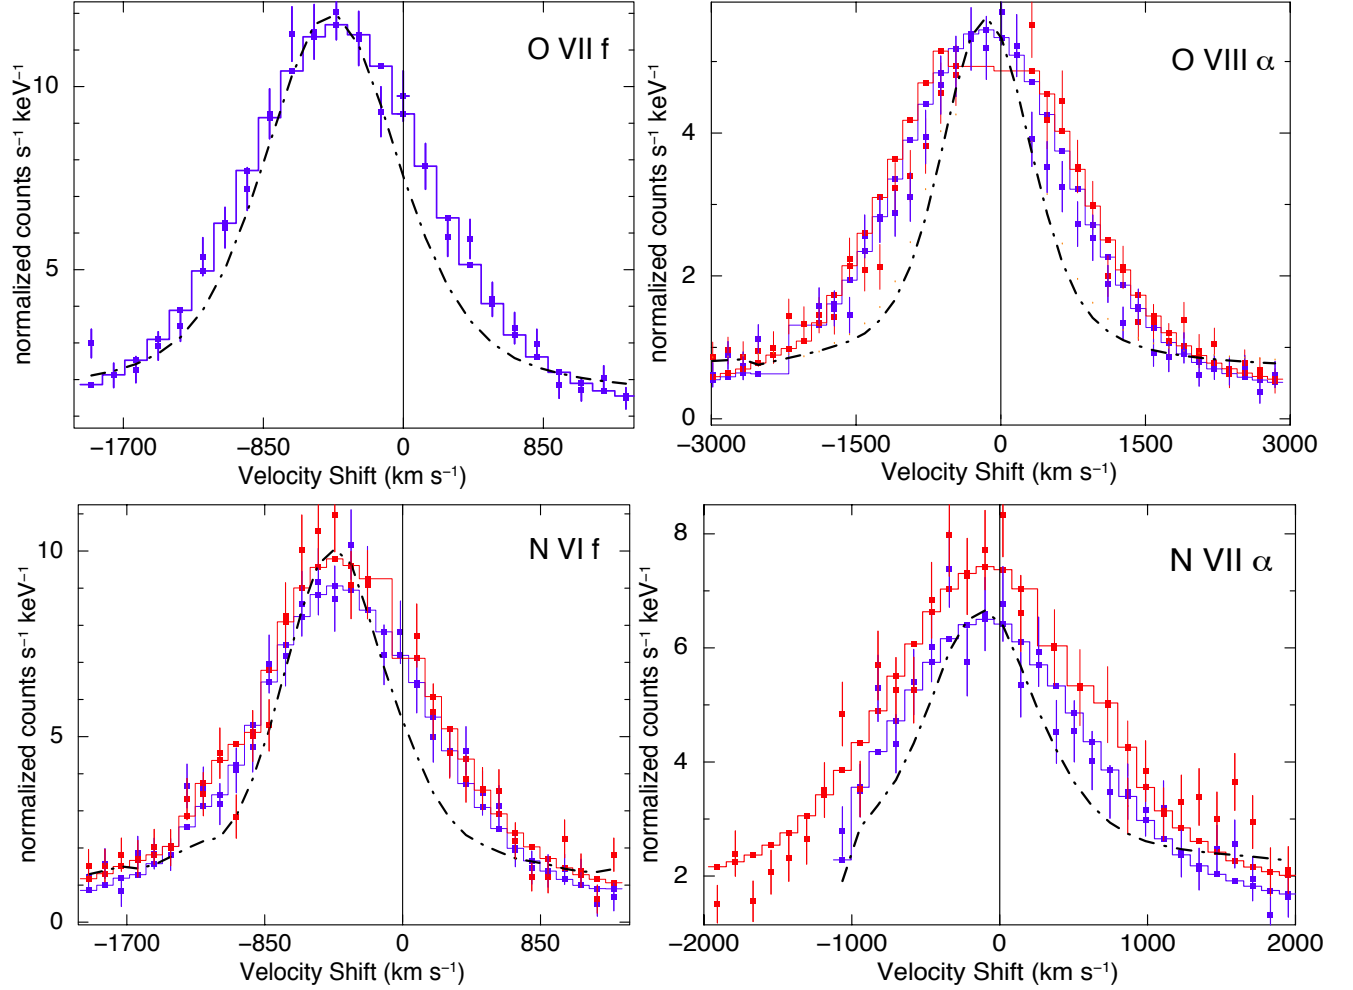 O VII f
normalized counts s⁻¹ keV⁻¹
10
5
−1700 −850 0 850
Velocity Shift (km s⁻¹)
O VIII α
normalized counts s⁻¹ keV⁻¹
4
2
0
−3000 −1500 0 1500 3000
Velocity Shift (km s⁻¹)
N VI f
normalized counts s⁻¹ keV⁻¹
10
5
0
−1700 −850 0 850
Velocity Shift (km s⁻¹)
N VII α
normalized counts s⁻¹ keV⁻¹
8
6
4
2
−2000 −1000 0 1000 2000
Velocity Shift (km s⁻¹)